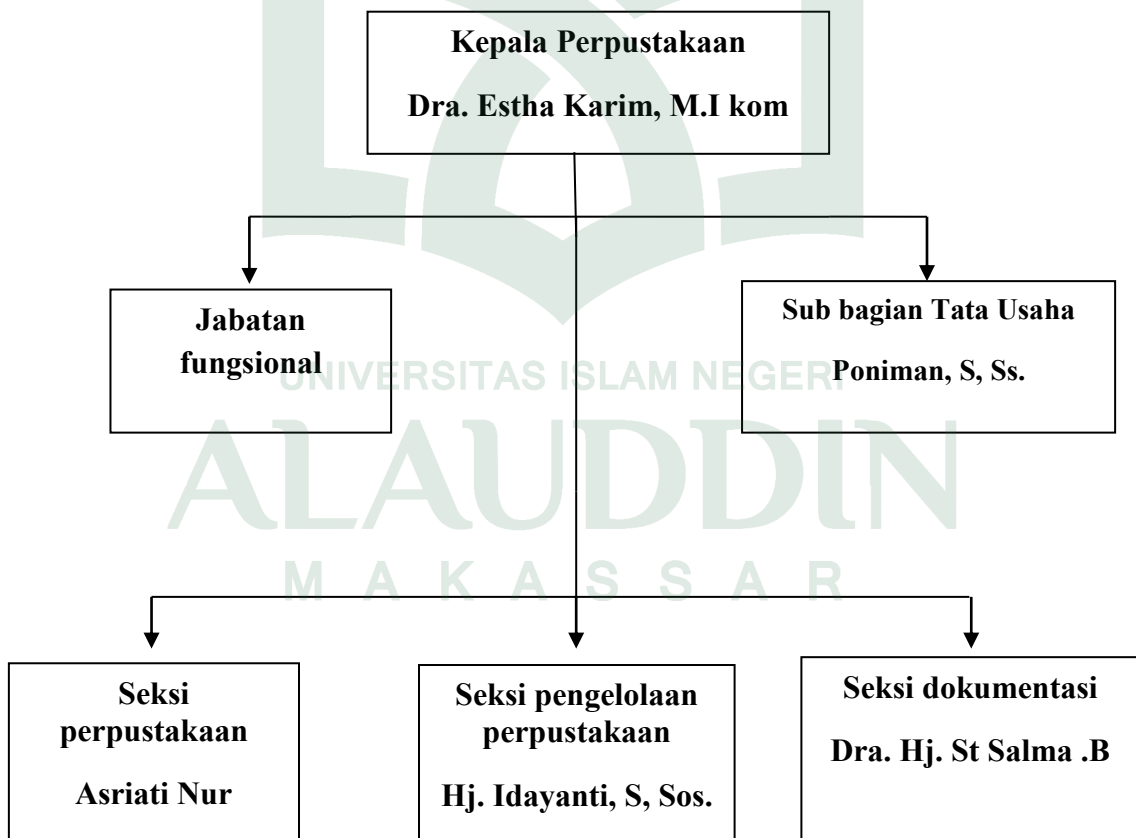 Kepala Perpustakaan
Dra. Estha Karim, M.I kom
Jabatan
fungsional
Sub bagian Tata Usaha
Poniman, S, Ss.
UNIVERSITAS ISLAM NEGERI
ALAUDDIN
MAKASSAR
Seksi
perpustakaan
Asriati Nur
Seksi pengelolaan
perpustakaan
Hj. Idayanti, S, Sos.
Seksi dokumentasi
Dra. Hj. St Salma .B